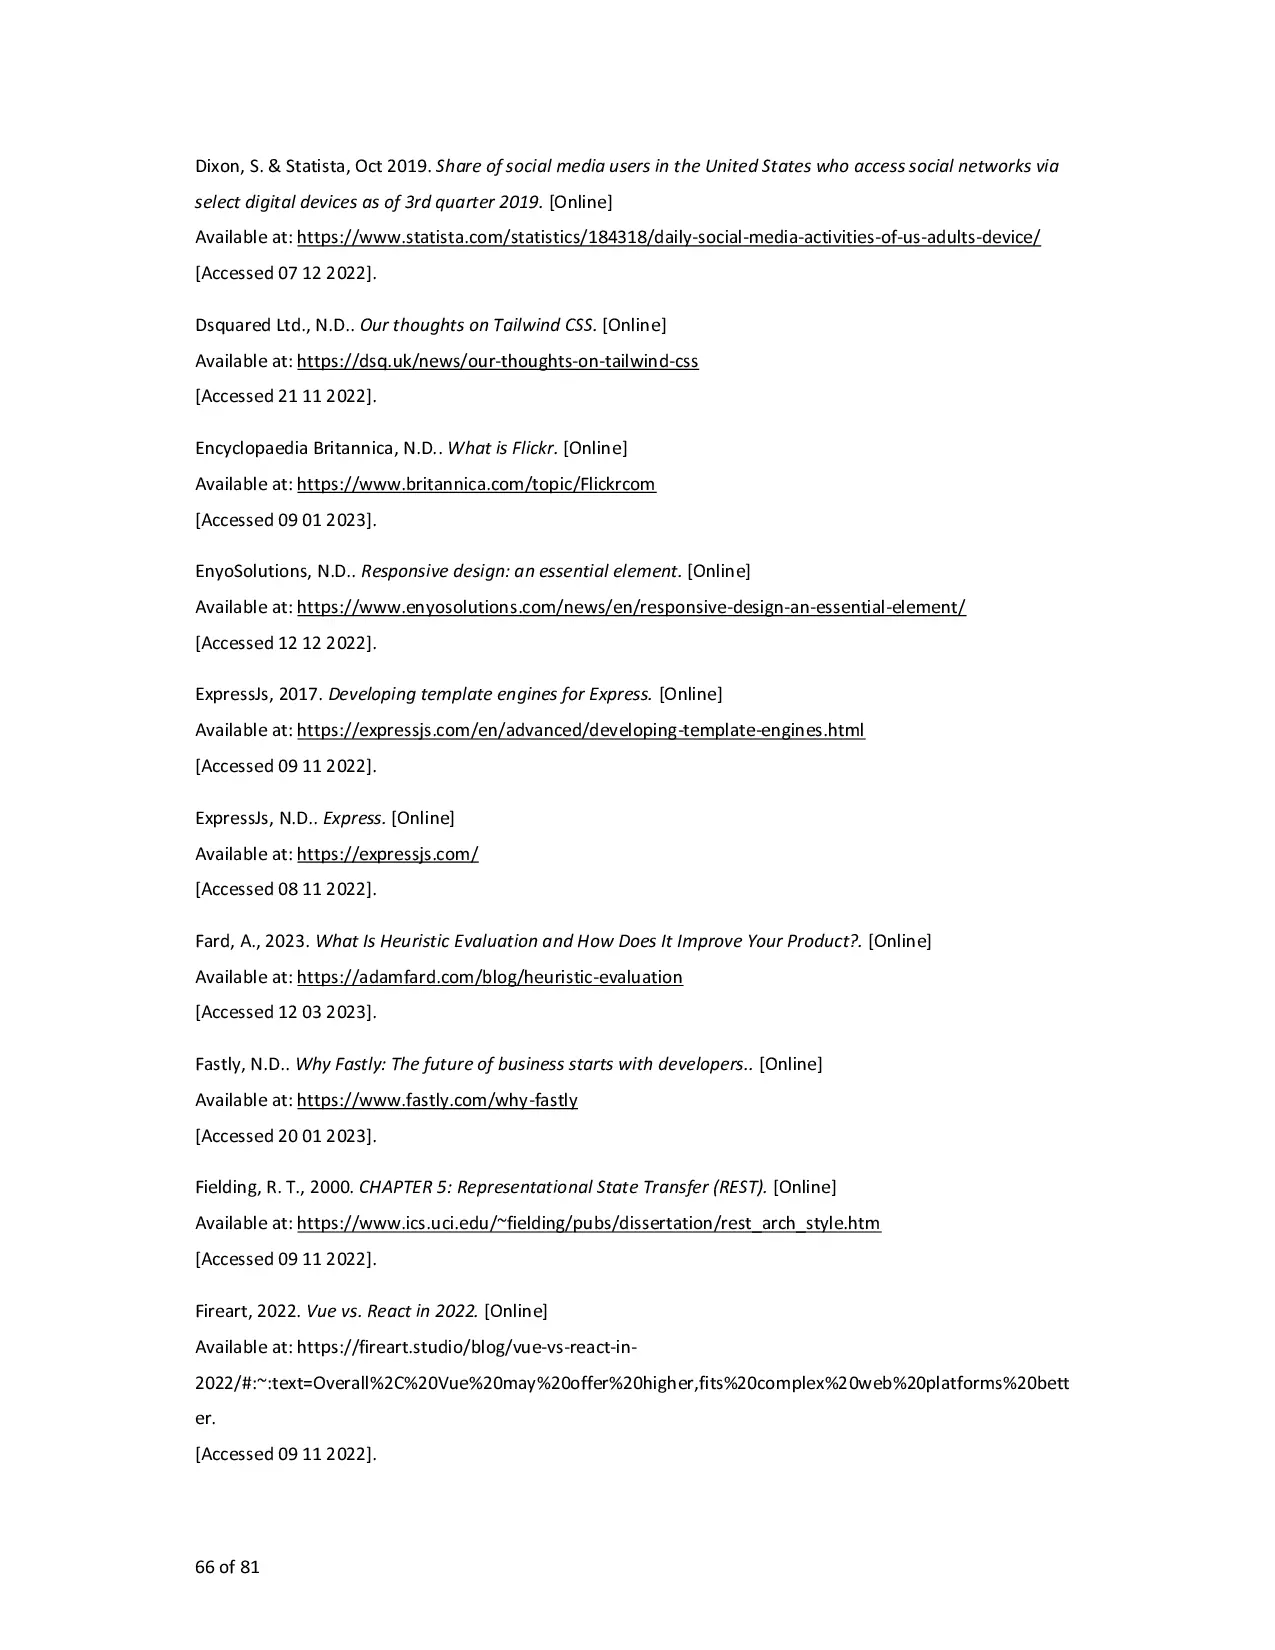 Dixon, S. & Statista, Oct 2019. Share of social media users in the United States who access social networks via
select digital devices as of 3rd quarter 2019. [Online]
Available at: https://www.statista.com/statistics/184318/daily-social-media-activities-of-us-adults-device/
[Accessed 07 12 2022].
Dsquared Ltd., N.D.. Our thoughts on Tailwind CSS. [Online]
Available at: https://dsq.uk/news/our-thoughts-on-tailwind-css
[Accessed 21 11 2022].
Encyclopaedia Britannica, N.D.. What is Flickr. [Online]
Available at: https://www.britannica.com/topic/Flickrcom
[Accessed 09 01 2023].
EnyoSolutions, N.D.. Responsive design: an essential element. [Online]
Available at: https://www.enyosolutions.com/news/en/responsive-design-an-essential-element/
[Accessed 12 12 2022].
ExpressJs, 2017. Developing template engines for Express. [Online]
Available at: https://expressjs.com/en/advanced/developing-template-engines.html
[Accessed 09 11 2022].
ExpressJs, N.D.. Express. [Online]
Available at: https://expressjs.com/
[Accessed 08 11 2022].
Fard, A., 2023. What Is Heuristic Evaluation and How Does It Improve Your Product?. [Online]
Available at: https://adamfard.com/blog/heuristic-evaluation
[Accessed 12 03 2023].
Fastly, N.D.. Why Fastly: The future of business starts with developers.. [Online]
Available at: https://www.fastly.com/why-fastly
[Accessed 20 01 2023].
Fielding, R. T., 2000. CHAPTER 5: Representational State Transfer (REST). [Online]
Available at: https://www.ics.uci.edu/~fielding/pubs/dissertation/rest_arch_style.htm
[Accessed 09 11 2022].
Fireart, 2022. Vue vs. React in 2022. [Online]
Available at: https://fireart.studio/blog/vue-vs-react-in-
2022/#:~:text=Overall%2C%20Vue%20may%20offer%20higher,fits%20complex%20web%20platforms%20bett
er.
[Accessed 09 11 2022].
66 of 81